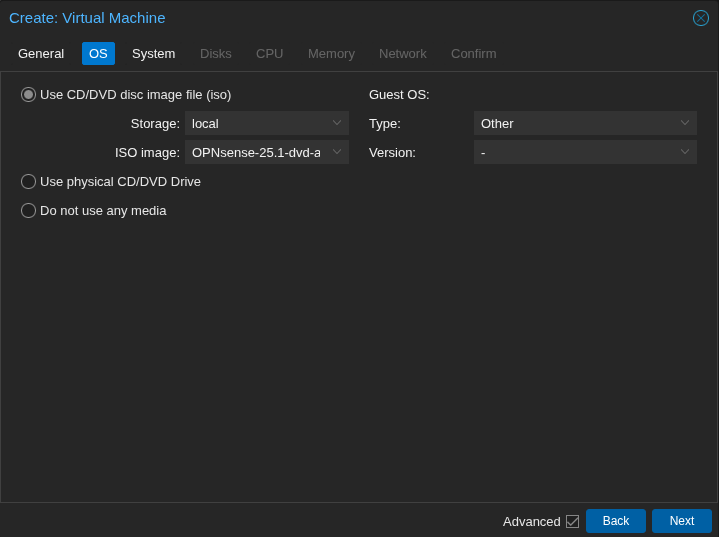 Create: Virtual Machine
General OS System Disks CPU Memory Network Confirm
Use CD/DVD disc image file (iso) Guest OS:
Storage: local Type: Other
ISO image: OPNsense-25.1-dvd-a Version: -
Use physical CD/DVD Drive
Do not use any media
Advanced Back Next